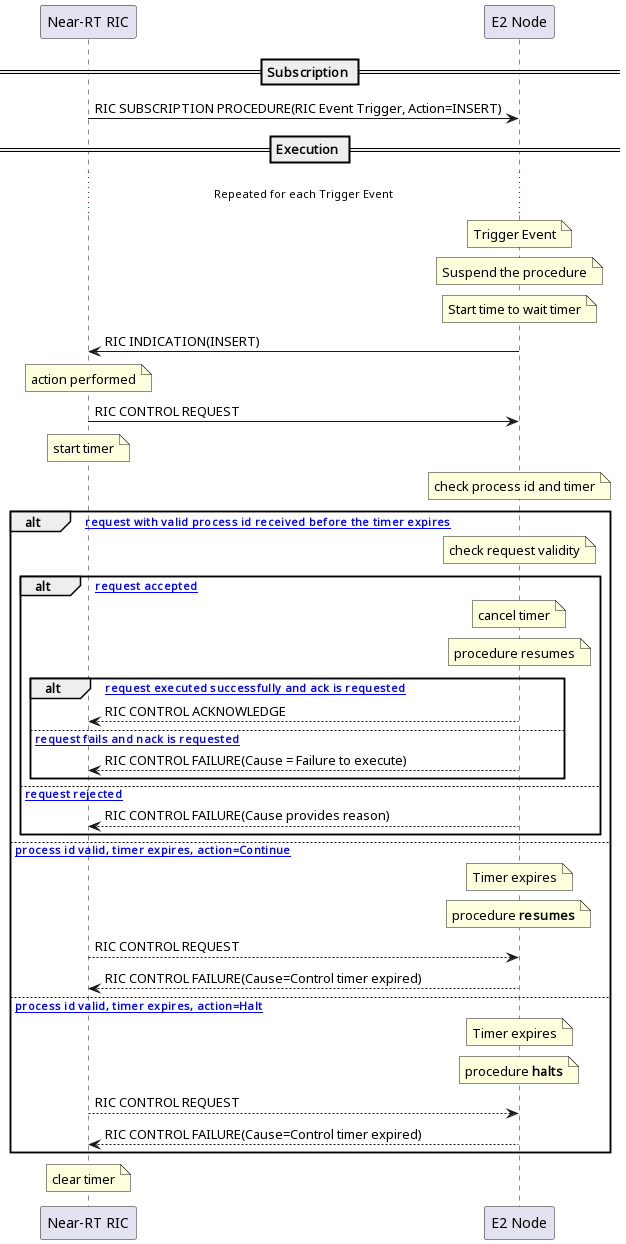 Near-RT RIC E2 Node
Subscription
RIC SUBSCRIPTION PROCEDURE(RIC Event Trigger, Action=INSERT)
Execution
Repeated for each Trigger Event
Trigger Event
Suspend the procedure
Start time to wait timer
RIC INDICATION(INSERT)
action performed
RIC CONTROL REQUEST
start timer
check process id and timer
alt request with valid process id received before the timer expires
check request validity
alt request accepted
cancel timer
procedure resumes
alt request executed successfully and ack is requested
RIC CONTROL ACKNOWLEDGE
request fails and nack is requested
RIC CONTROL FAILURE(Cause = Failure to execute)
request rejected
RIC CONTROL FAILURE(Cause provides reason)
process id valid, timer expires, action=Continue
Timer expires
procedure resumes
RIC CONTROL REQUEST
RIC CONTROL FAILURE(Cause=Control timer expired)
process id valid, timer expires, action=Halt
Timer expires
procedure halts
RIC CONTROL REQUEST
RIC CONTROL FAILURE(Cause=Control timer expired)
clear timer
Near-RT RIC E2 Node